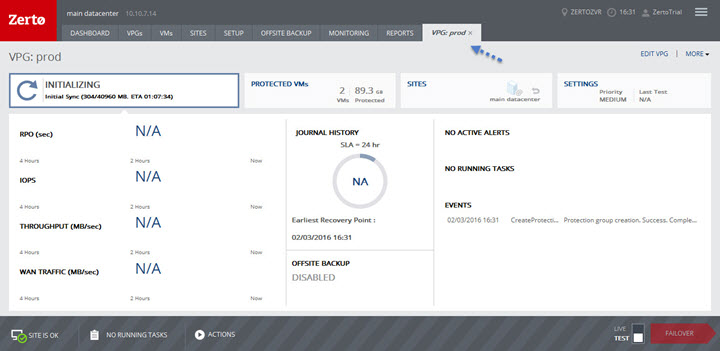 Zerto
main datacenter 10.10.7.14
ZERTOZVR 16:31 ZertoTrial
DASHBOARD VPGs VMs SITES SETUP OFFSITE BACKUP MONITORING REPORTS VPG: prod ×
VPG: prod
EDIT VPG | MORE
INITIALIZING
Initial Sync (304/40960 MB, ETA 01:07:34)
PROTECTED VMs
2 89.3 GB
VMs Protected
SITES
main datacenter
SETTINGS
Priority Last Test
MEDIUM N/A
RPO (sec) N/A
4 Hours 2 Hours Now
IOPS N/A
4 Hours 2 Hours Now
THROUGHPUT (MB/sec) N/A
4 Hours 2 Hours Now
WAN TRAFFIC (MB/sec) N/A
4 Hours 2 Hours Now
JOURNAL HISTORY
SLA = 24 hr
NA
Earliest Recovery Point :
02/03/2016 16:31
OFFSITE BACKUP
DISABLED
NO ACTIVE ALERTS
NO RUNNING TASKS
EVENTS
02/03/2016 16:31 CreateProtecti... Protection group creation. Success. Comple...
SITE IS OK NO RUNNING TASKS ACTIONS
LIVE
TEST
FAILOVER